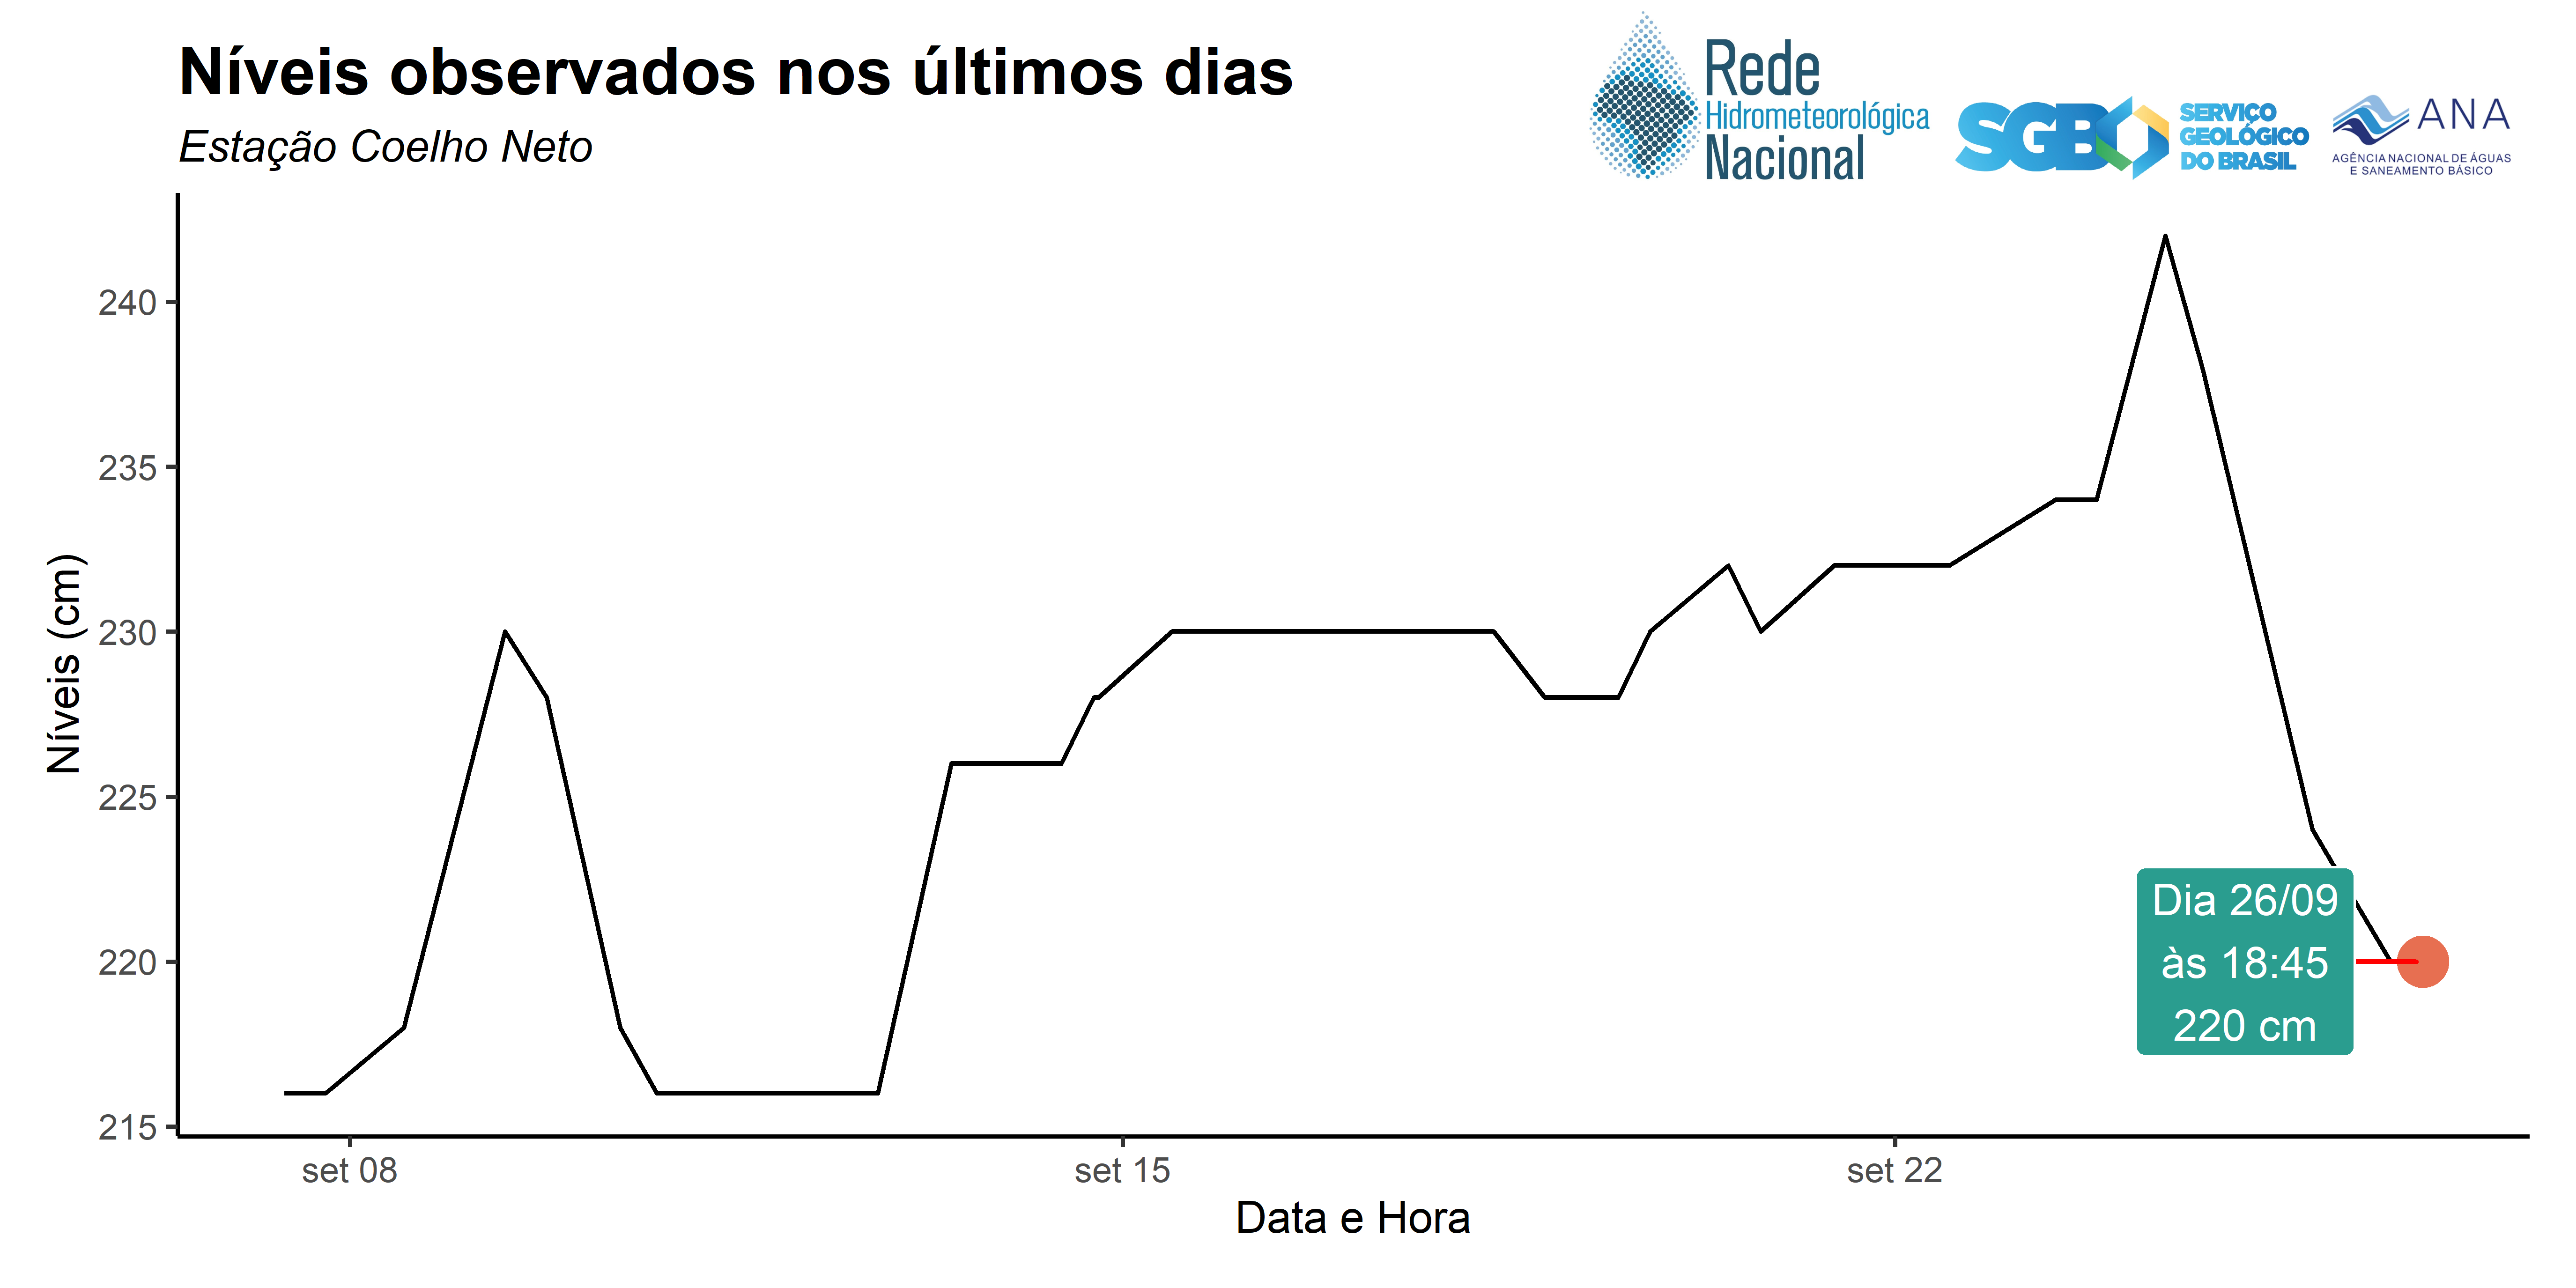 Níveis observados nos últimos dias
Estação Coelho Neto
Rede
Hidrometeorológica
Nacional
SGB
SERVIÇO
GEOLÓGICO
DO BRASIL
ANA
AGÊNCIA NACIONAL DE ÁGUAS
E SANEAMENTO BÁSICO
Níveis (cm)
240
235
230
225
220
215
Dia 26/09
às 18:45
220 cm
set 08
set 15
set 22
Data e Hora